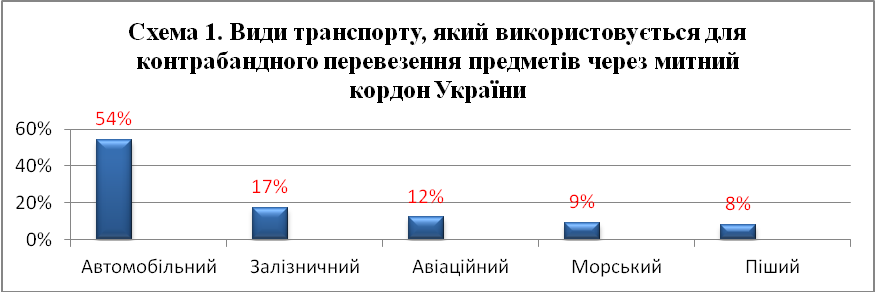 Схема 1. Види транспорту, який використовується для
контрабандного перевезення предметів через митний
кордон України
54%
60%
17%
40%
12%
9%
8%
20%
0%
Автомобільний Залізничний Авіаційний Морський Піший